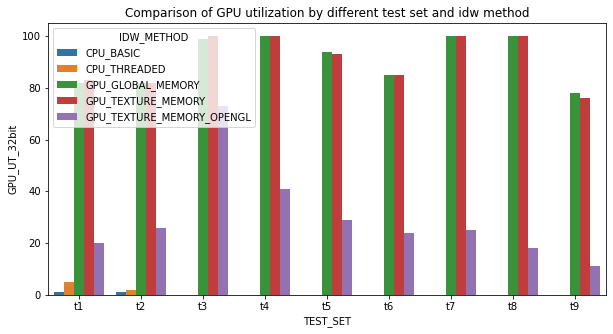 Comparison of GPU utilization by different test set and idw method
IDW_METHOD
CPU_BASIC
CPU_THREADED
GPU_GLOBAL_MEMORY
GPU_TEXTURE_MEMORY
GPU_TEXTURE_MEMORY_OPENGL
GPU_UT_32bit
100
80
60
40
20
0
t1 t2 t3 t4 t5 t6 t7 t8 t9
TEST_SET